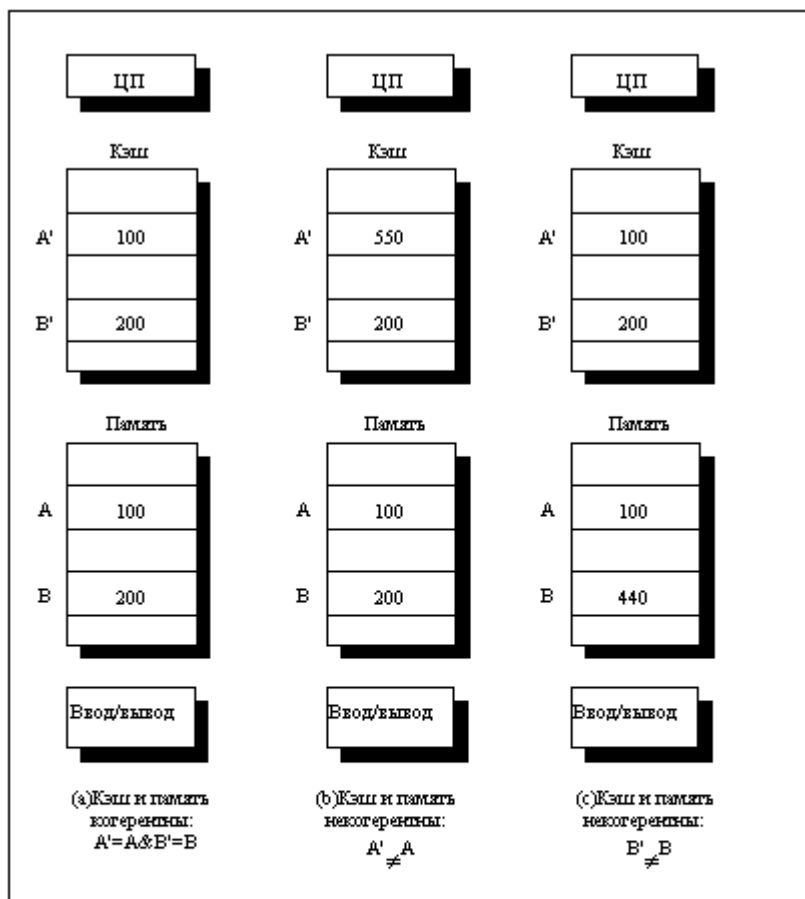 ЦП
Кэш
A' 100
B' 200
Память
A 100
B 200
Ввод/вывод
(a)Кэш и память
когерентны:
A'=A&B'=B
ЦП
Кэш
A' 550
B' 200
Память
A 100
B 200
Ввод/вывод
(b)Кэш и память
некогерентны:
A' ≠ A
ЦП
Кэш
A' 100
B' 200
Память
A 100
B 440
Ввод/вывод
(c)Кэш и память
некогерентны:
B' ≠ B